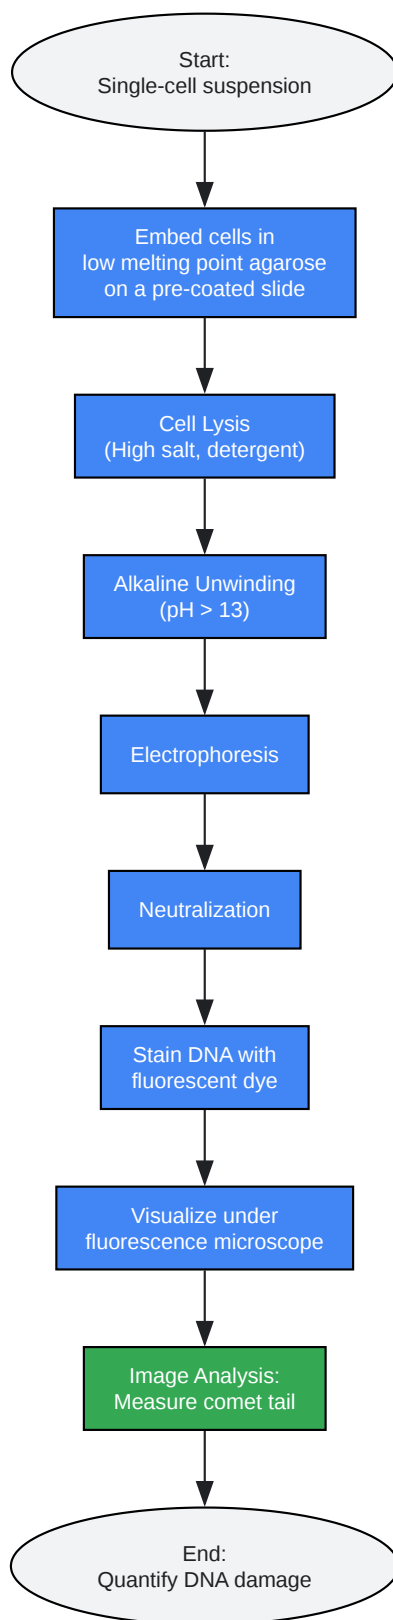 Start:
Single-cell suspension
Embed cells in
low melting point agarose
on a pre-coated slide
Cell Lysis
(High salt, detergent)
Alkaline Unwinding
(pH > 13)
Electrophoresis
Neutralization
Stain DNA with
fluorescent dye
Visualize under
fluorescence microscope
Image Analysis:
Measure comet tail
End:
Quantify DNA damage